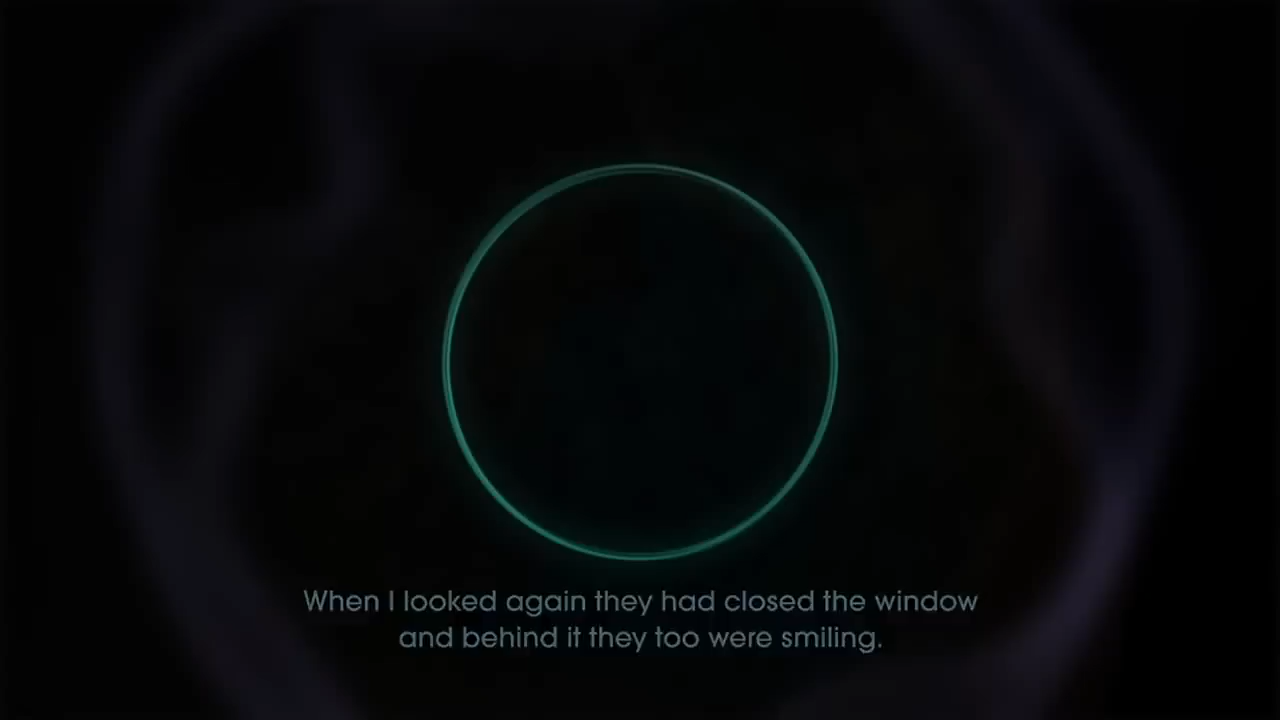 When I looked again they had closed the window
and behind it they too were smiling.